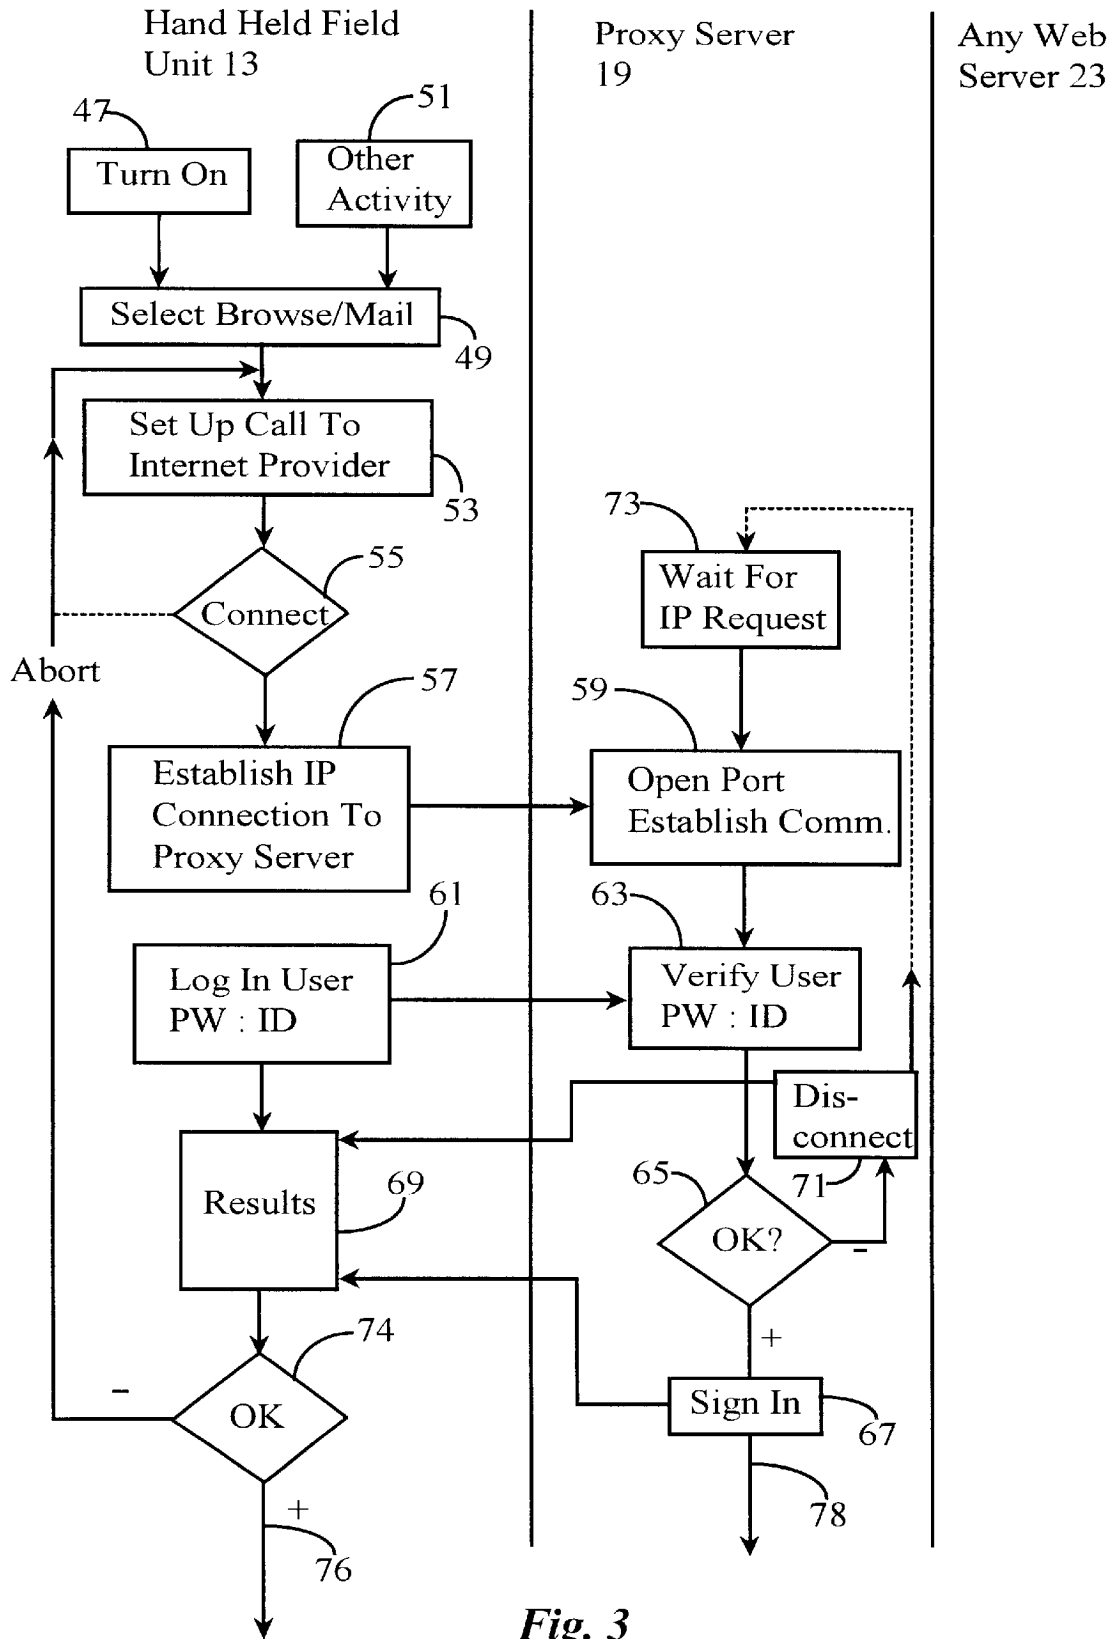 Hand Held Field
Unit 13
Proxy Server
19
Any Web
Server 23
47
51
Turn On
Other
Activity
Select Browse/Mail
49
Set Up Call To
Internet Provider
53
73
55
Wait For
IP Request
Connect
Abort
57
59
Establish IP
Connection To
Proxy Server
Open Port
Establish Comm.
61
63
Log In User
PW : ID
Verify User
PW : ID
Dis-
connect
71
65
69
Results
OK?
-
+
74
-
OK
Sign In
67
78
+
76
Fig. 3